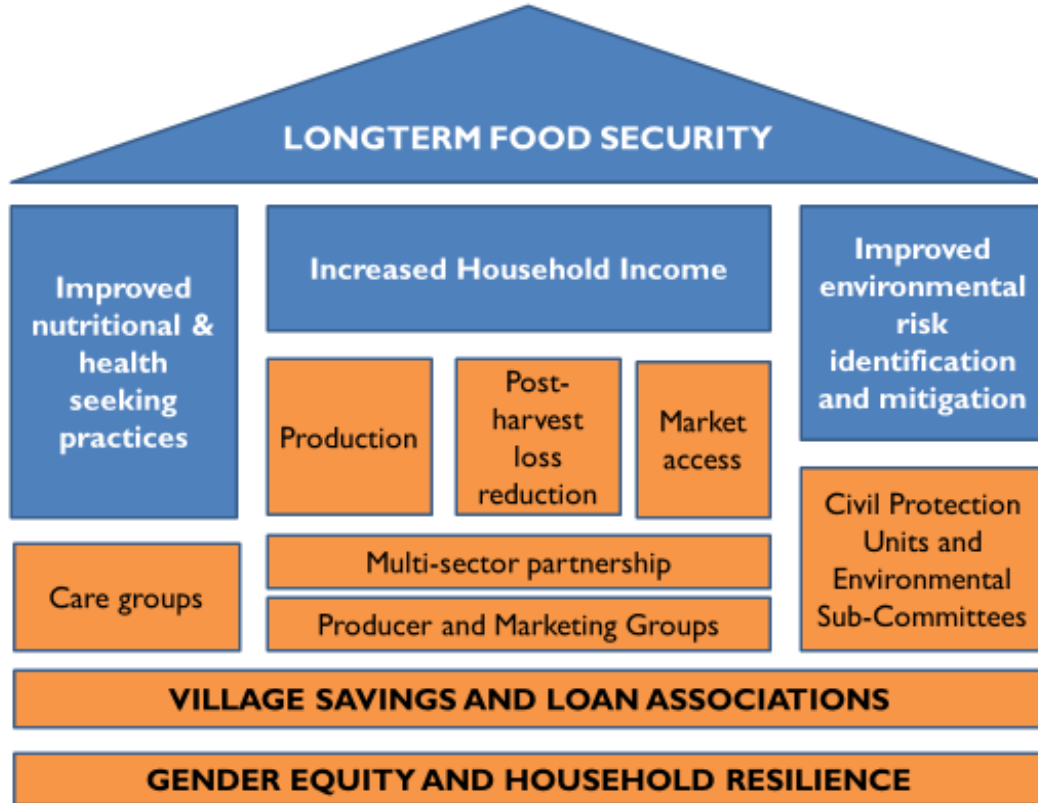 LONGTERM FOOD SECURITY
Improved
nutritional &
health
seeking
practices
Increased Household Income
Improved
environmental
risk
identification
and mitigation
Production
Post-
harvest
loss
reduction
Market
access
Care groups
Multi-sector partnership
Producer and Marketing Groups
Civil Protection
Units and
Environmental
Sub-Committees
VILLAGE SAVINGS AND LOAN ASSOCIATIONS
GENDER EQUITY AND HOUSEHOLD RESILIENCE